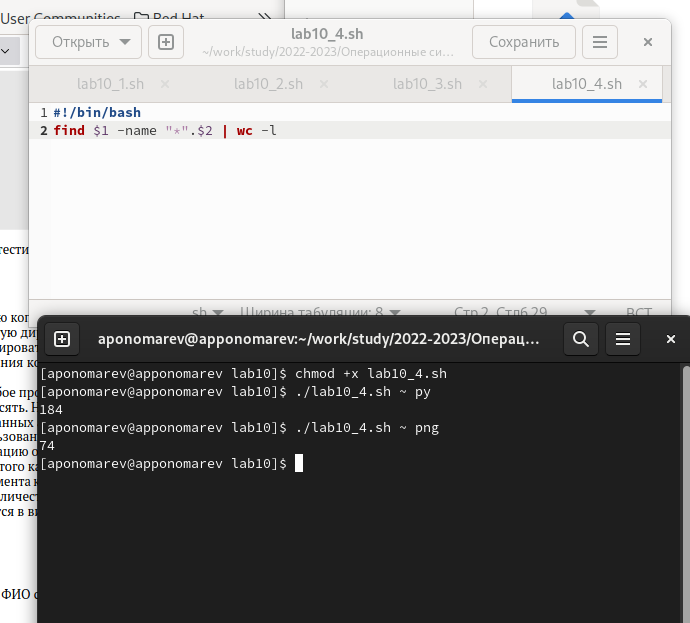 User Communities
Red Hat
Открыть
lab10_4.sh
~/work/study/2022-2023/Операционные си…
Сохранить
lab10_1.sh
lab10_2.sh
lab10_3.sh
lab10_4.sh
1 #!/bin/bash
2 find $1 -name "*".$2 | wc -l
sh
Ширина табуляции: 8
Стр 2, Стлб 29
ВСТ
aponomarev@apponomarev:~/work/study/2022-2023/Операц…
[aponomarev@apponomarev lab10]$ chmod +x lab10_4.sh
[aponomarev@apponomarev lab10]$ ./lab10_4.sh ~ py
184
[aponomarev@apponomarev lab10]$ ./lab10_4.sh ~ png
74
[aponomarev@apponomarev lab10]$
ФИО